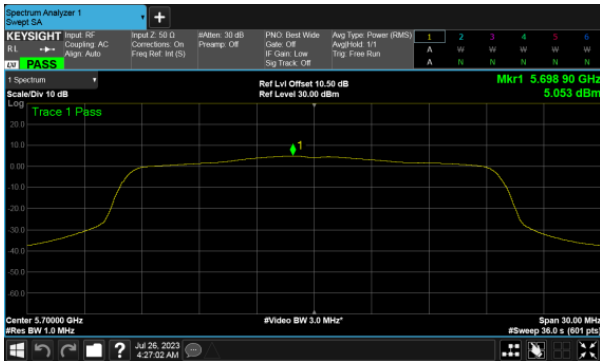 Spectrum Analyzer 1
Swept SA
+
KEYSIGHT Input: RF Input Z: 50 Ω #Atten: 30 dB PNO: Best Wide Avg Type: Power (RMS) 1 2 3 4 5 6
RL Coupling: AC Corrections: On Preamp: Off Gate: Off Avg|Hold: 1/1 A W W W W W
Align: Auto Freq Ref: Int (S) IF Gain: Low Trig: Free Run
LXI PASS Sig Track: Off A N N N N N
1 Spectrum Ref Lvl Offset 10.50 dB Mkr1 5.698 90 GHz
Scale/Div 10 dB Ref Level 30.00 dBm 5.053 dBm
Log
Trace 1 Pass
20.0
10.0
1
0.00
-10.0
-20.0
-30.0
-40.0
-50.0
-60.0
Center 5.70000 GHz #Video BW 3.0 MHz* Span 30.00 MHz
#Res BW 1.0 MHz #Sweep 36.0 s (601 pts)
? Jul 26, 2023
4:27:02 AM